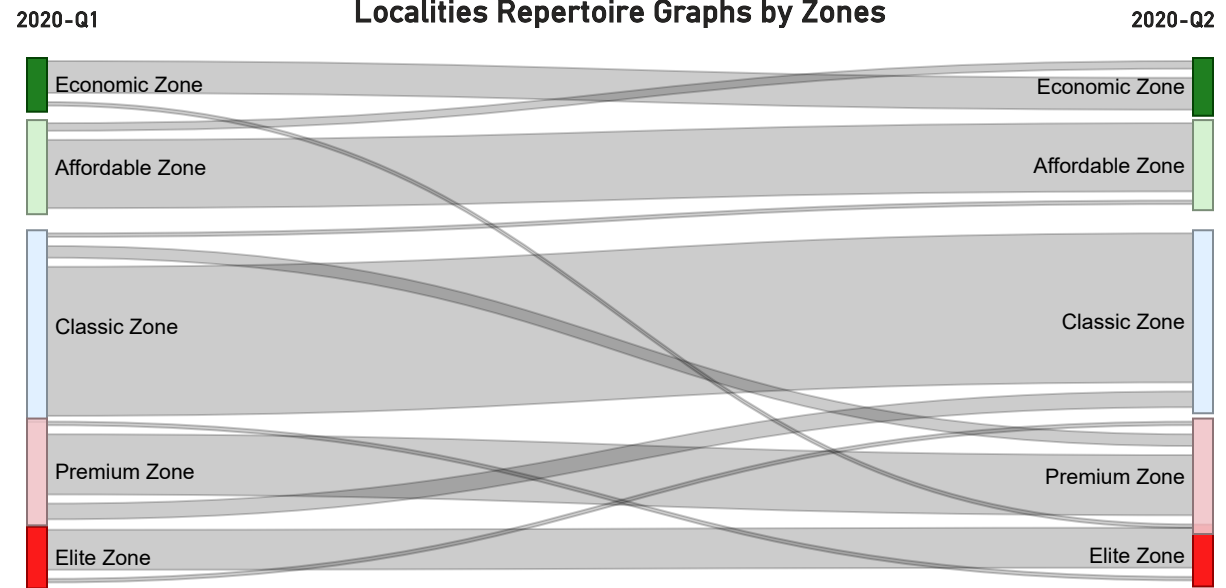 Localities Repertoire Graphs by Zones
2020-Q1
2020-Q2
Economic Zone
Economic Zone
Affordable Zone
Affordable Zone
Classic Zone
Classic Zone
Premium Zone
Premium Zone
Elite Zone
Elite Zone